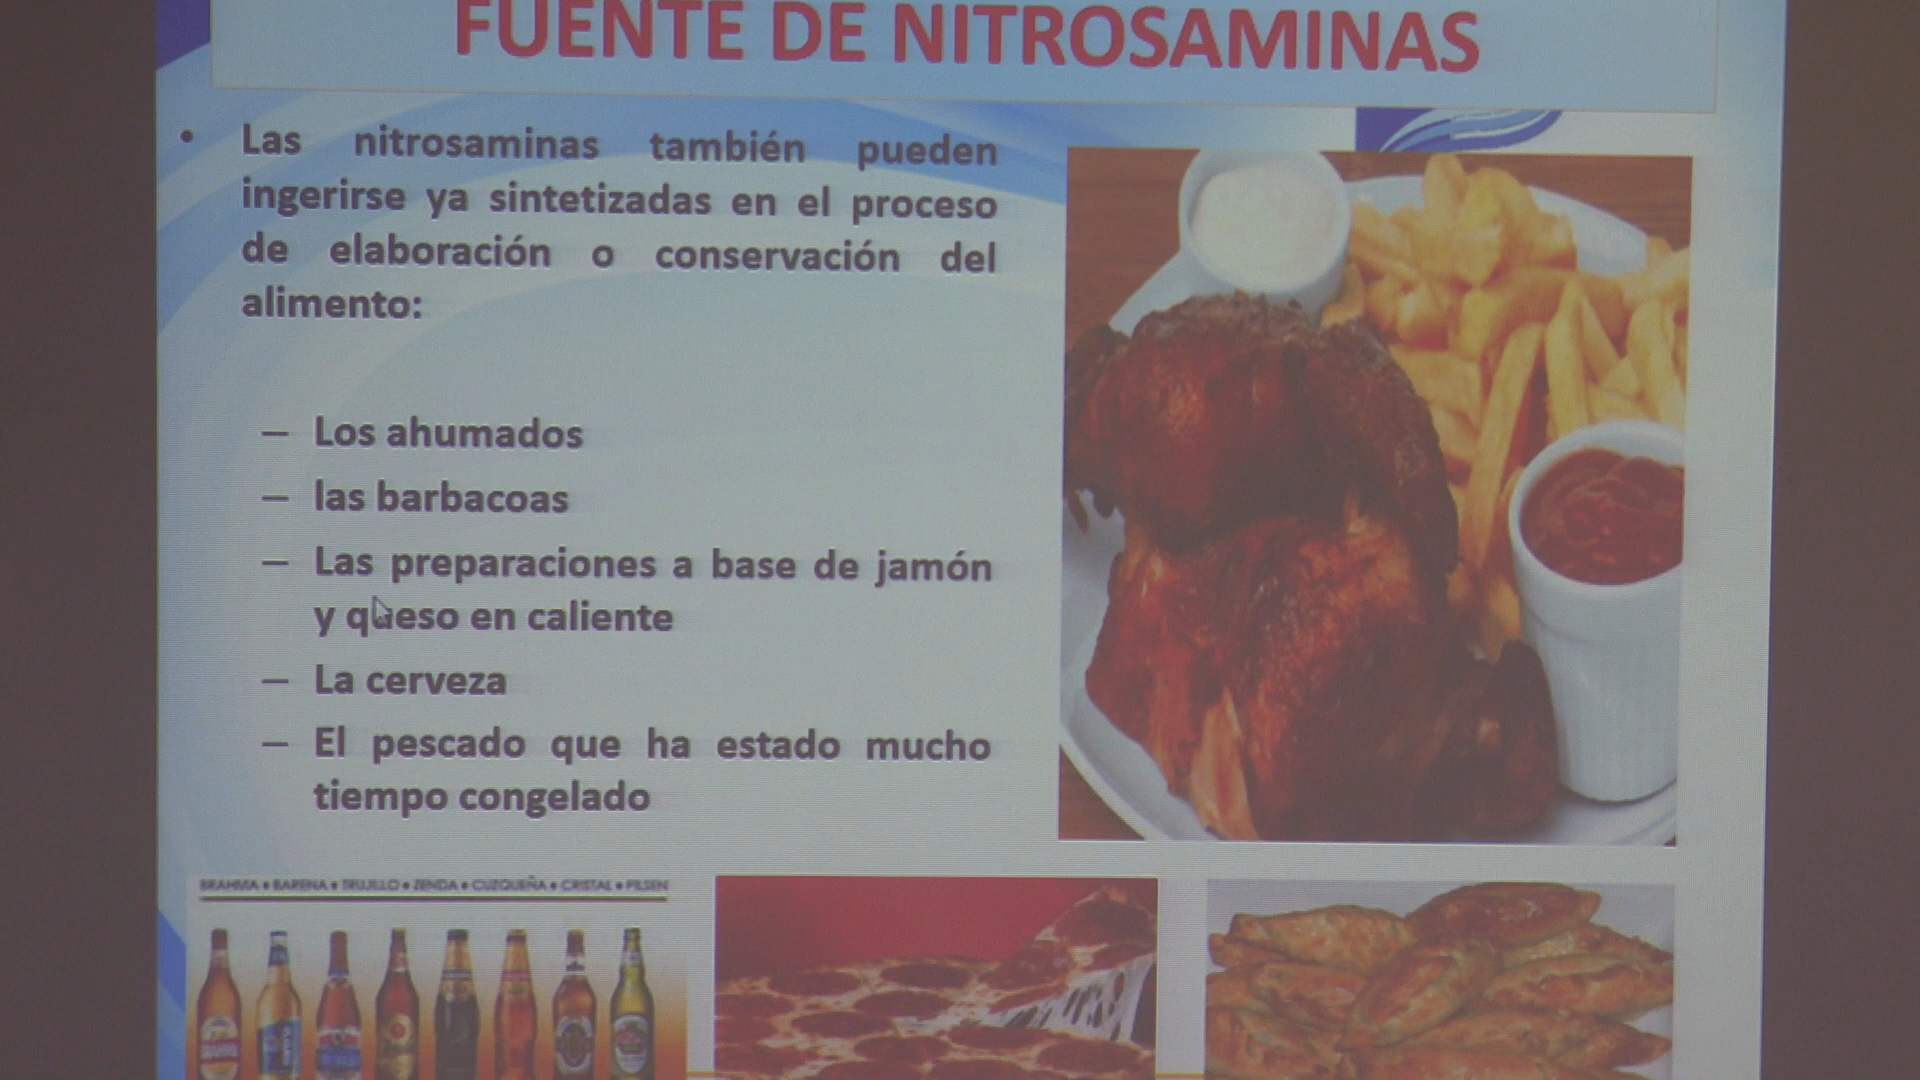 FUENTE DE NITROSAMINAS
• Las nitrosaminas también pueden
ingerirse ya sintetizadas en el proceso
de elaboración o conservación del
alimento:
– Los ahumados
– las barbacoas
– Las preparaciones a base de jamón
y queso en caliente
– La cerveza
– El pescado que ha estado mucho
tiempo congelado
BRAHMA • BARENA • TRUJILLO • ZENDA • CUZQUEÑA • CRISTAL • PILSEN